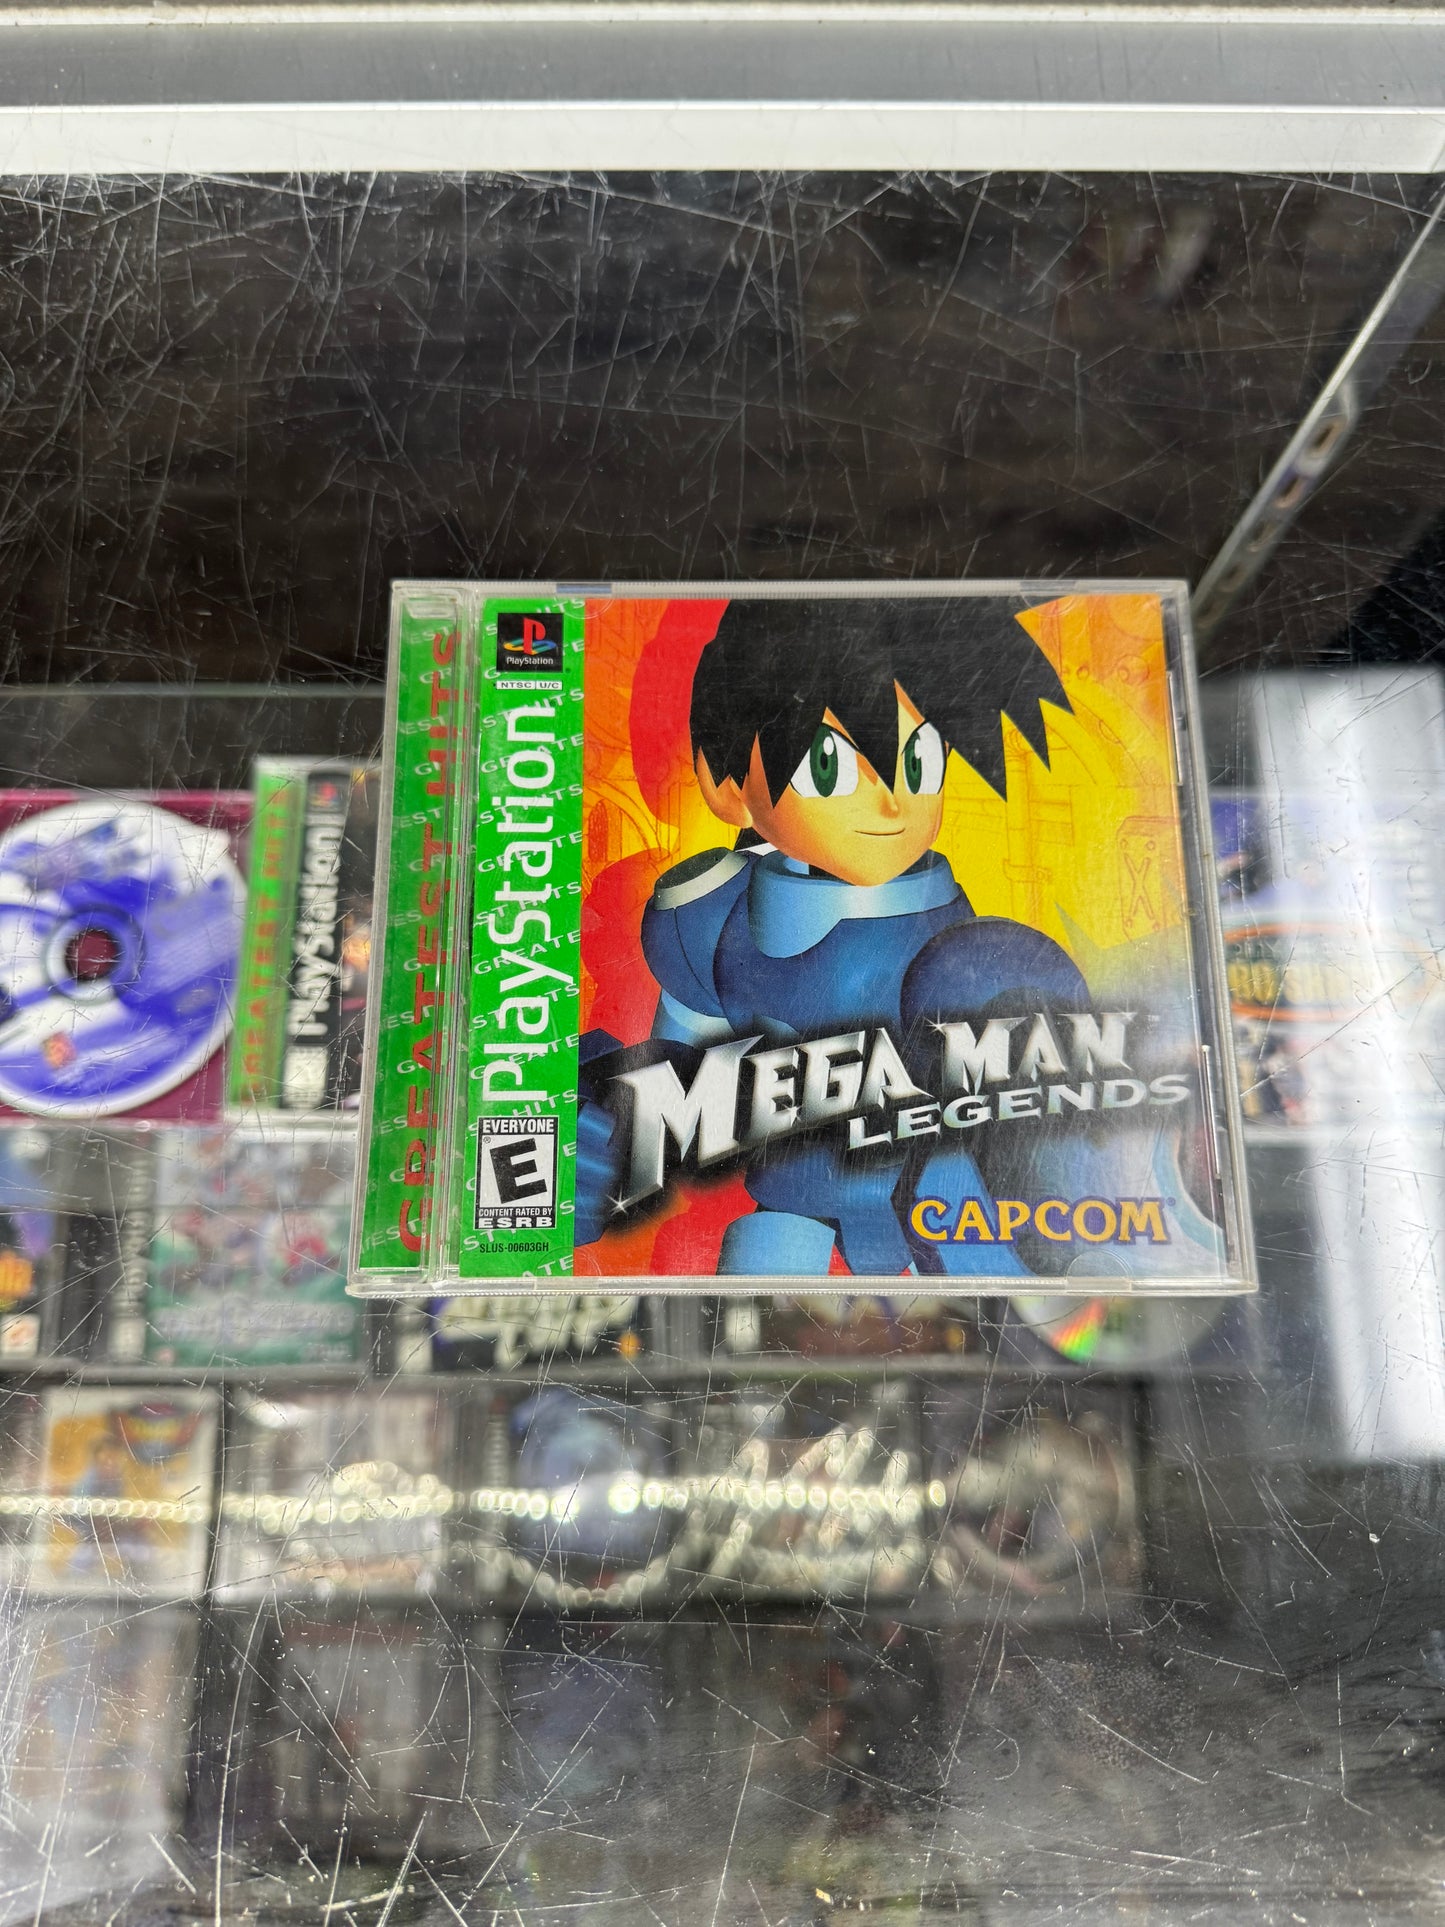 GREATEST HITS
PlayStation
NTSC U/C
PlayStation
EVERYONE
E
CONTENT RATED BY
ESRB
SLUS-00603GH
MEGA MAN
LEGENDS
CAPCOM
GREATEST HITS
PlayStation